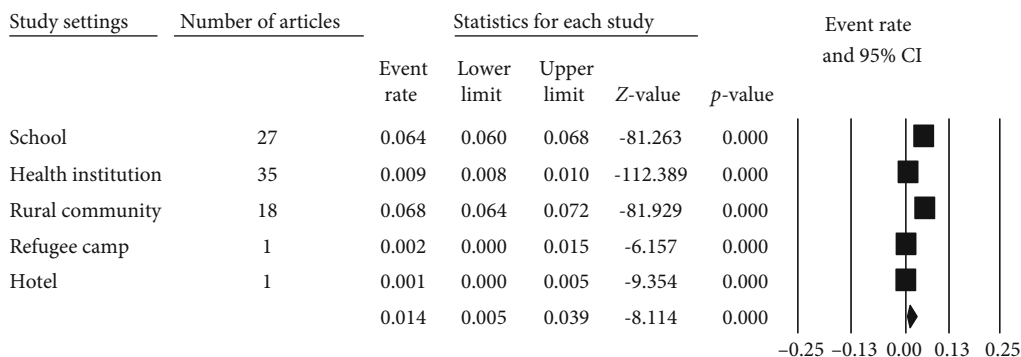 Study settings Number of articles Statistics for each study Event rate and 95% CI
Event rate Lower limit Upper limit Z-value p-value
School 27 0.064 0.060 0.068 -81.263 0.000
Health institution 35 0.009 0.008 0.010 -112.389 0.000
Rural community 18 0.068 0.064 0.072 -81.929 0.000
Refugee camp 1 0.002 0.000 0.015 -6.157 0.000
Hotel 1 0.001 0.000 0.005 -9.354 0.000
0.014 0.005 0.039 -8.114 0.000
−0.25 −0.13 0.00 0.13 0.25